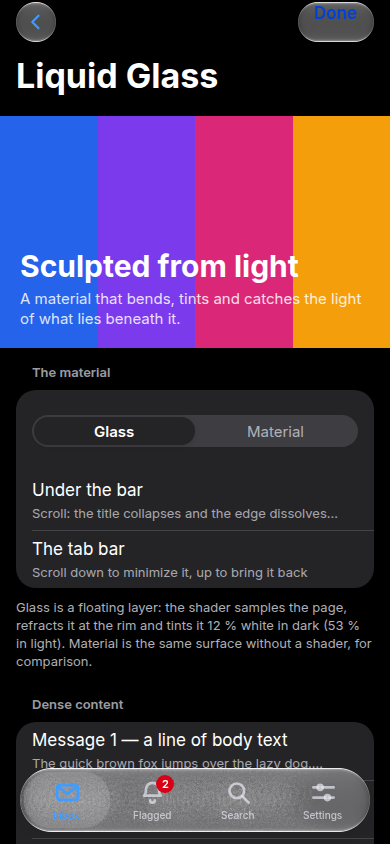 Done
Liquid Glass
Sculpted from light
A material that bends, tints and catches the light
of what lies beneath it.
The material
Glass
Material
Under the bar
Scroll: the title collapses and the edge dissolves...
The tab bar
Scroll down to minimize it, up to bring it back
Glass is a floating layer: the shader samples the page,
refracts it at the rim and tints it 12 % white in dark (53 %
in light). Material is the same surface without a shader, for
comparison.
Dense content
Message 1 — a line of body text
The quick brown fox jumps over the lazy dog....
2
Flagged
Search
Settings